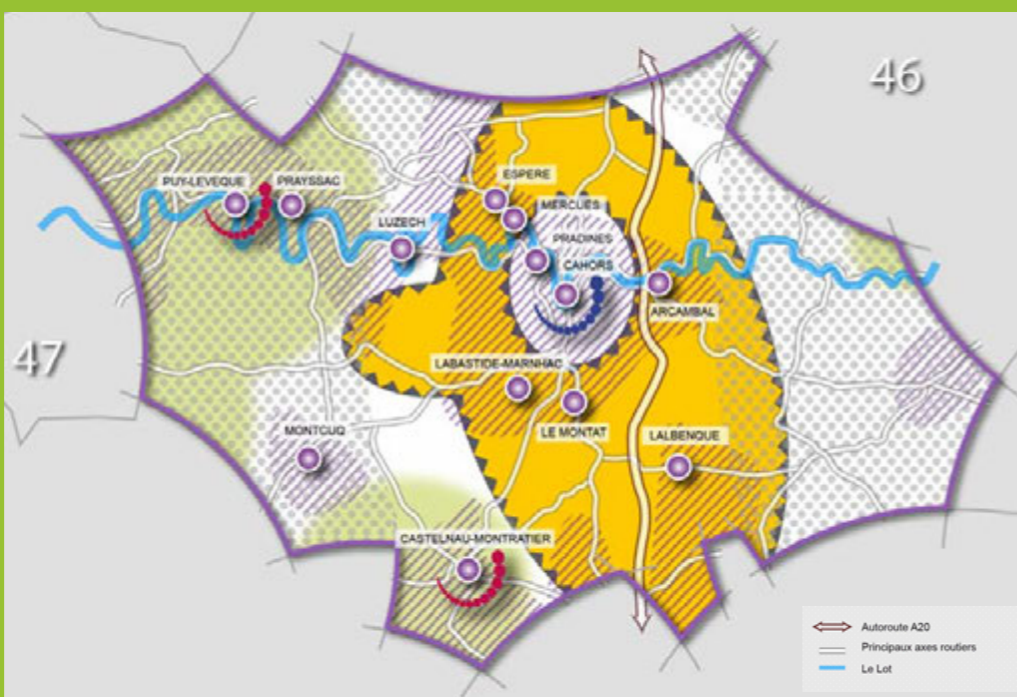 46
PUY-LEVEQUE
PRAYSSAC
ESPERE
MERCUES
LUZECH
PRADINES
CAHORS
ARCAMBAL
47
LABASTIDE-MARNHAC
MONTCUQ
LE MONTAT
LALBENQUE
CASTELNAU-MONTRATIER
Autoroute A20
Principaux axes routiers
Le Lot